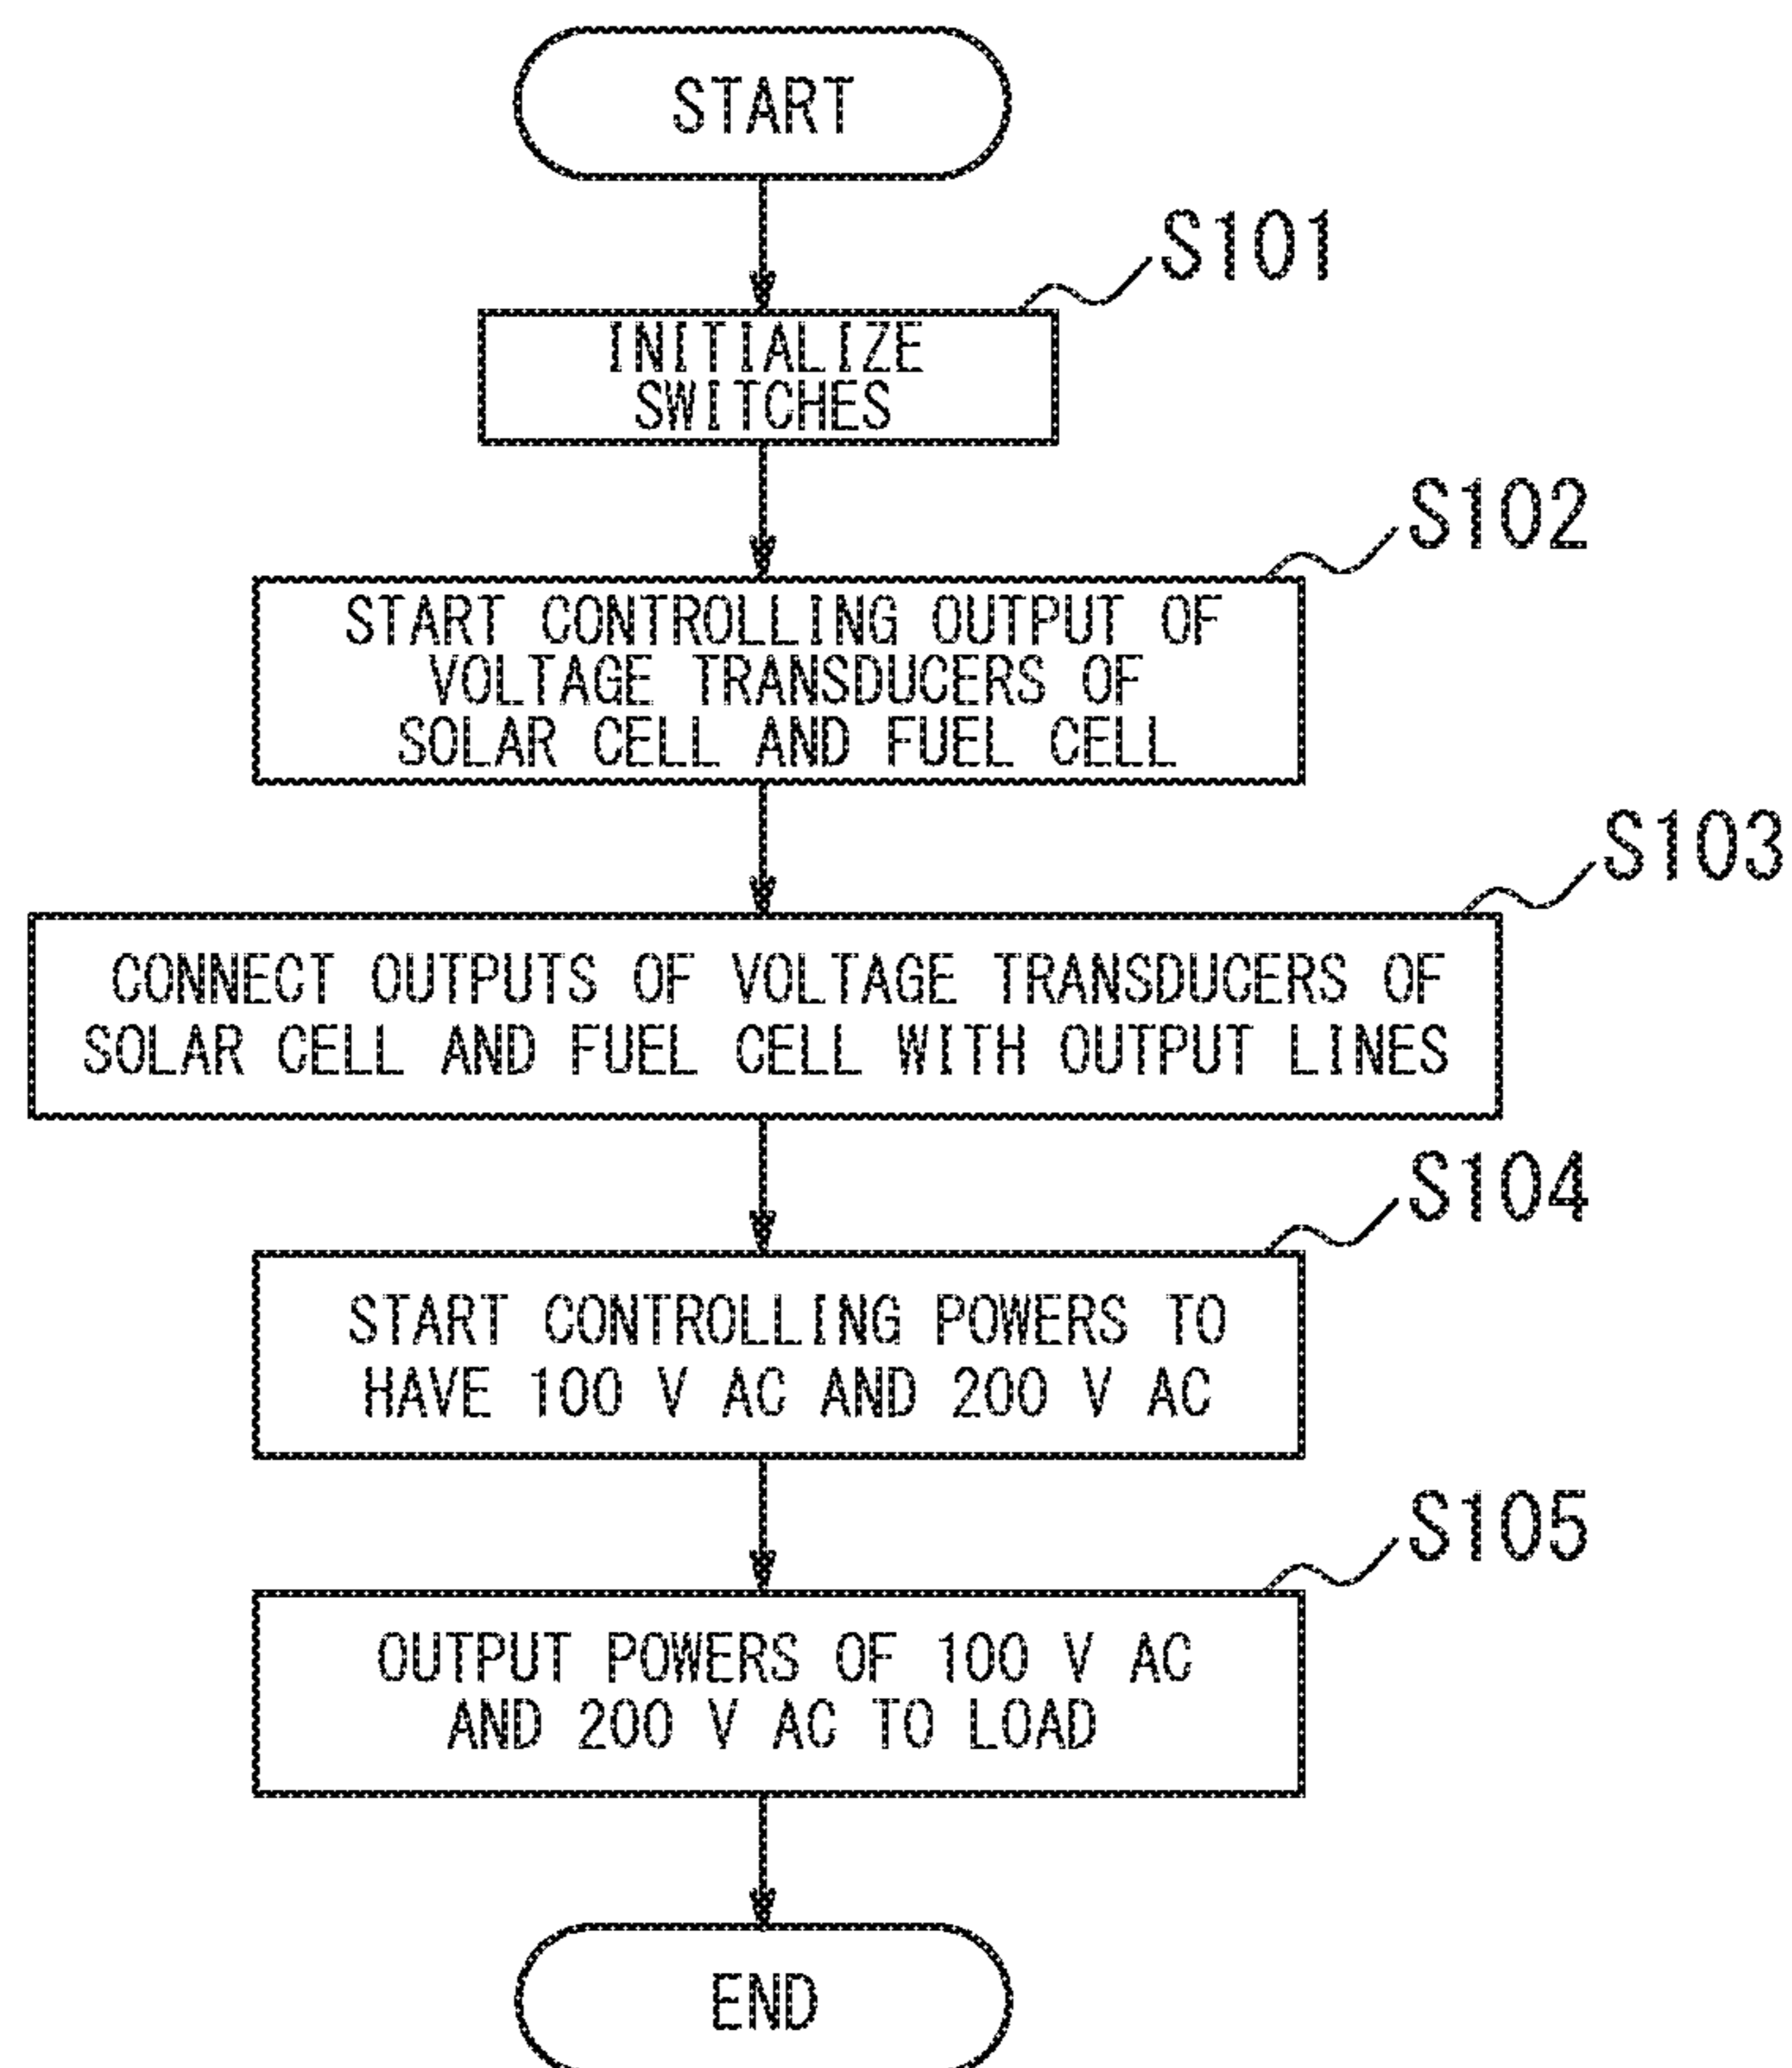 START
S101
INITIALIZE
SWITCHES
S102
START CONTROLLING OUTPUT OF
VOLTAGE TRANSDUCERS OF
SOLAR CELL AND FUEL CELL
S103
CONNECT OUTPUTS OF VOLTAGE TRANSDUCERS OF
SOLAR CELL AND FUEL CELL WITH OUTPUT LINES
S104
START CONTROLLING POWERS TO
HAVE 100 V AC AND 200 V AC
S105
OUTPUT POWERS OF 100 V AC
AND 200 V AC TO LOAD
END